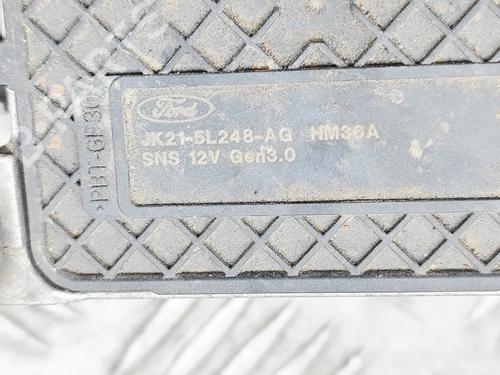 Ford
JK21-5L248-AG HM36A
SNS 12V Gen3.0
>PBT-GF30